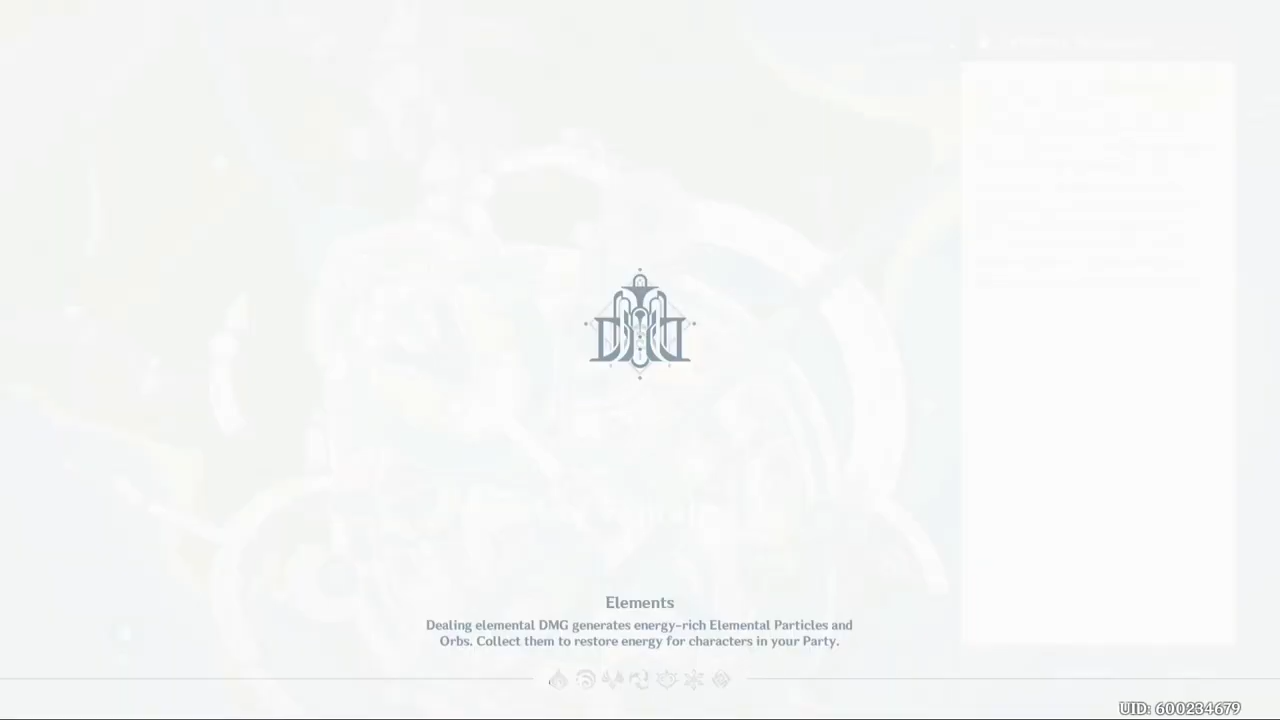 Elements
Dealing elemental DMG generates energy-rich Elemental Particles and
Orbs. Collect them to restore energy for characters in your Party.
UID: 600234679